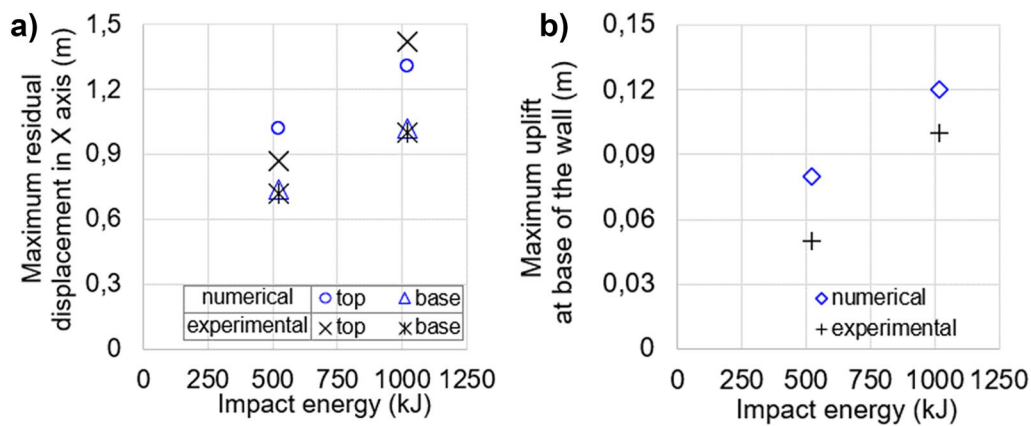 a)
Maximum residual
displacement in X axis (m)
1,5
1,2
0,9
0,6
0,3
0
numerical top base
experimental top base
0 250 500 750 1000 1250
Impact energy (kJ)
b)
Maximum uplift
at base of the wall (m)
0,15
0,12
0,09
0,06
0,03
0
numerical
experimental
0 250 500 750 1000 1250
Impact energy (kJ)